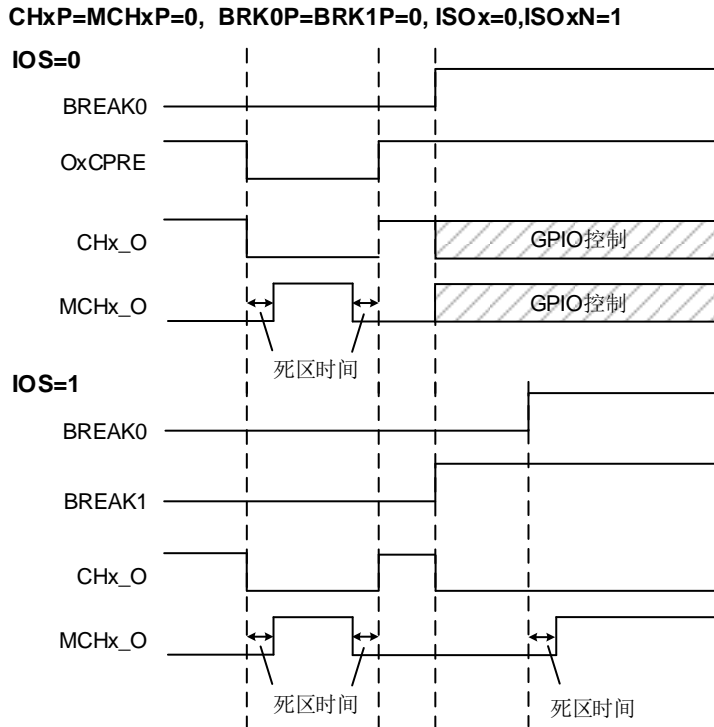 CHxP=MCHxP=0, BRK0P=BRK1P=0, ISOx=0,ISOxN=1
IOS=0
BREAK0
OxCPRE
CHx_O
GPIO控制
MCHx_O
GPIO控制
死区时间
IOS=1
BREAK0
BREAK1
CHx_O
MCHx_O
死区时间
死区时间